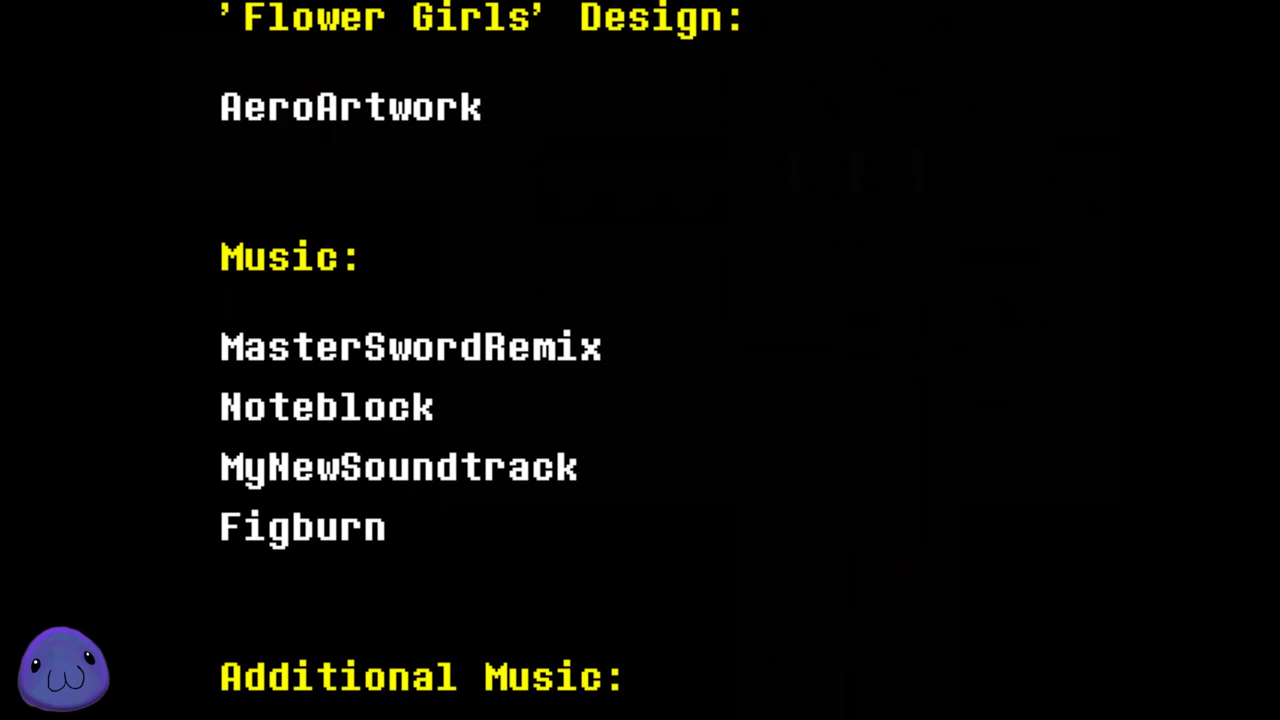 'Flower Girls' Design:
AeroArtwork
Music:
MasterSwordRemix
Noteblock
MyNewSoundtrack
Figburn
Additional Music: